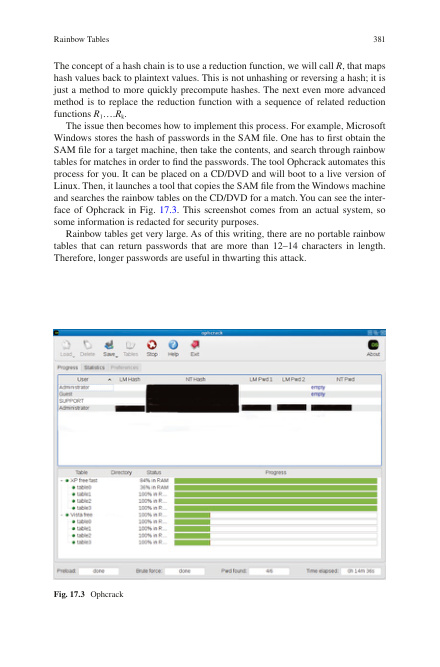 Rainbow Tables 381
The concept of a hash chain is to use a reduction function, we will call R, that maps
hash values back to plaintext values. This is not unhashing or reversing a hash; it is
just a method to more quickly precompute hashes. The next even more advanced
method is to replace the reduction function with a sequence of related reduction
functions R1….Rk.
The issue then becomes how to implement this process. For example, Microsoft
Windows stores the hash of passwords in the SAM file. One has to first obtain the
SAM file for a target machine, then take the contents, and search through rainbow
tables for matches in order to find the passwords. The tool Ophcrack automates this
process for you. It can be placed on a CD/DVD and will boot to a live version of
Linux. Then, it launches a tool that copies the SAM file from the Windows machine
and searches the rainbow tables on the CD/DVD for a match. You can see the inter-
face of Ophcrack in Fig. 17.3. This screenshot comes from an actual system, so
some information is redacted for security purposes.
Rainbow tables get very large. As of this writing, there are no portable rainbow
tables that can return passwords that are more than 12–14 characters in length.
Therefore, longer passwords are useful in thwarting this attack.
ophcrack
Load Delete Save Tables Stop Help Exit About
Progress Statistics Preferences
User LM Hash NT Hash LM Pwd 1 LM Pwd 2 NT Pwd
Administrator empty
Guest empty
SUPPORT
Administrator
Table Directory Status Progress
XP free fast 84% in RAM
table0 36% in RAM
table1 100% in R...
table2 100% in R...
table3 100% in R...
Vista free 100% in R...
table0 100% in R...
table1 100% in R...
table2 100% in R...
table3 100% in R...
Preload: done Brute force: done Pwd found: Time elapsed: 0h 14m 36s
Fig. 17.3 Ophcrack